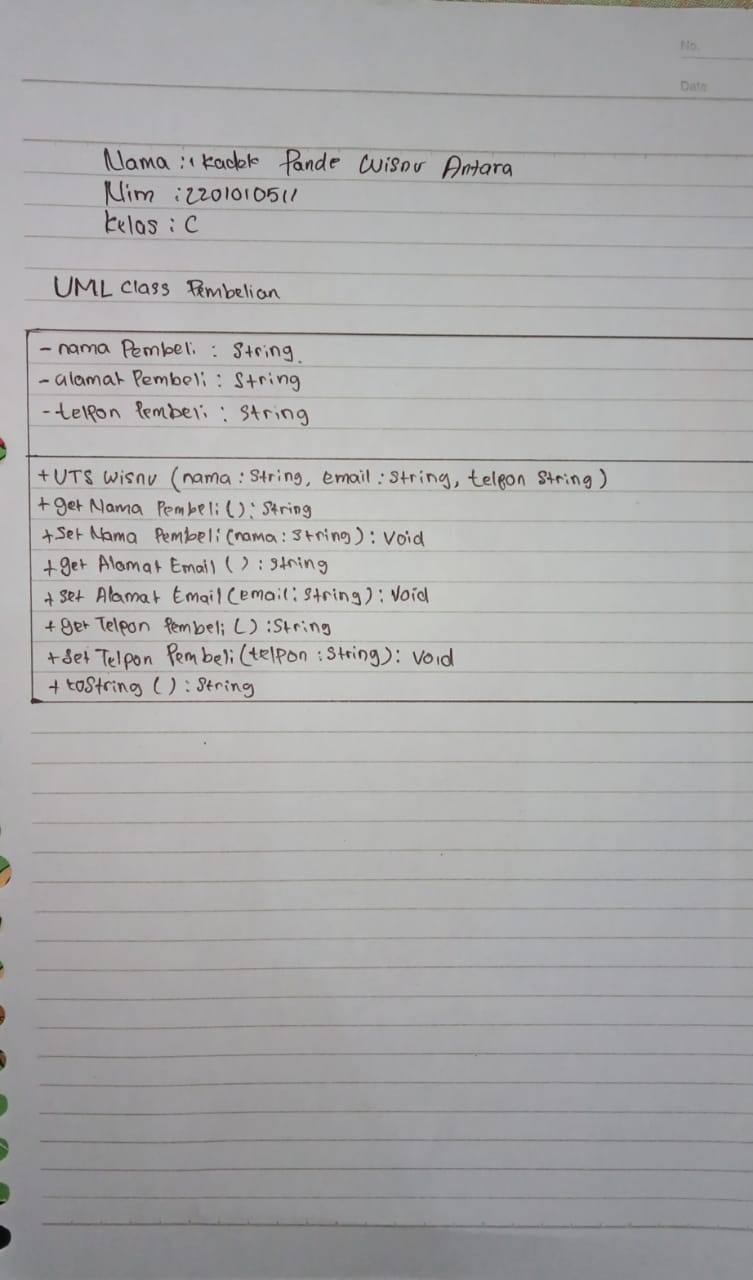 No.
Date
Nama : I Kadek Pande Wisnu Antara
Nim : 2201010511
Kelas : C
UML Class Pembelian
- nama Pembeli : String.
- alamat Pembeli : String
- telpon Pembeli : String
+ UTS Wisnu (nama : String, email : String, telpon String)
+ get Nama Pembeli () : String
+ Set Nama Pembeli (nama : String) : Void
+ get Alamat Email () : String
+ Set Alamat Email (email : String) : Void
+ get Telpon Pembeli () : String
+ Set Telpon Pembeli (telpon : String) : Void
+ toString () : String